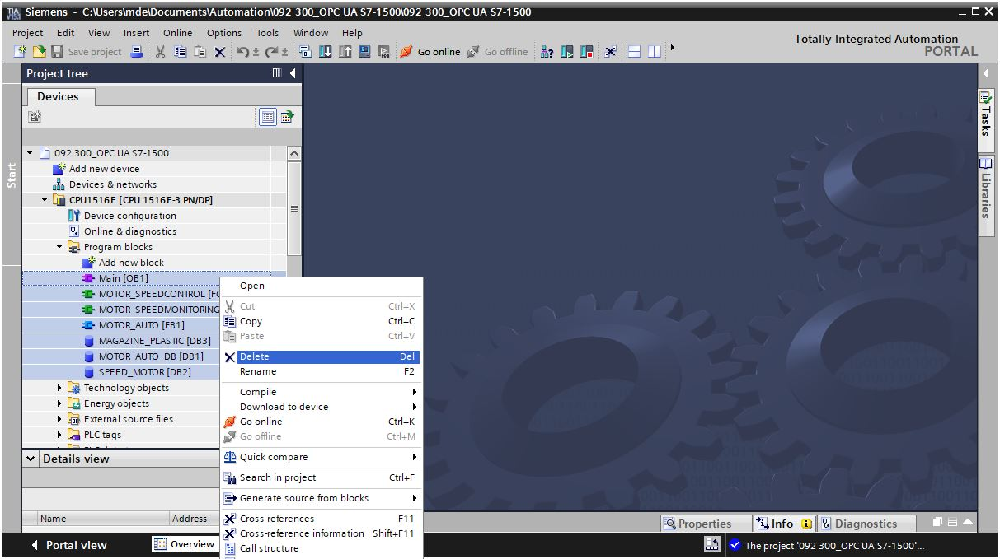 Siemens - C:\Users\mde\Documents\Automation\092 300_OPC UA S7-1500\092 300_OPC UA S7-1500
Project Edit View Insert Online Options Tools Window Help
Totally Integrated Automation
PORTAL
Save project Go online Go offline
Project tree
Devices
Start
092 300_OPC UA S7-1500
Add new device
Devices & networks
CPU1516F [CPU 1516F-3 PN/DP]
Device configuration
Online & diagnostics
Program blocks
Add new block
Main [OB1]
MOTOR_SPEEDCONTROL [FC
MOTOR_SPEEDMONITORING
MOTOR_AUTO [FB1]
MAGAZINE_PLASTIC [DB3]
MOTOR_AUTO_DB [DB1]
SPEED_MOTOR [DB2]
Technology objects
Energy objects
External source files
PLC tags
Details view
Name Address
Open
Cut Ctrl+X
Copy Ctrl+C
Paste Ctrl+V
Delete Del
Rename F2
Compile
Download to device
Go online Ctrl+K
Go offline Ctrl+M
Quick compare
Search in project Ctrl+F
Generate source from blocks
Cross-references F11
Cross-reference information Shift+F11
Call structure
Tasks
Libraries
Properties Info Diagnostics
Portal view Overview The project '092 300_OPC UA S7-1500'...